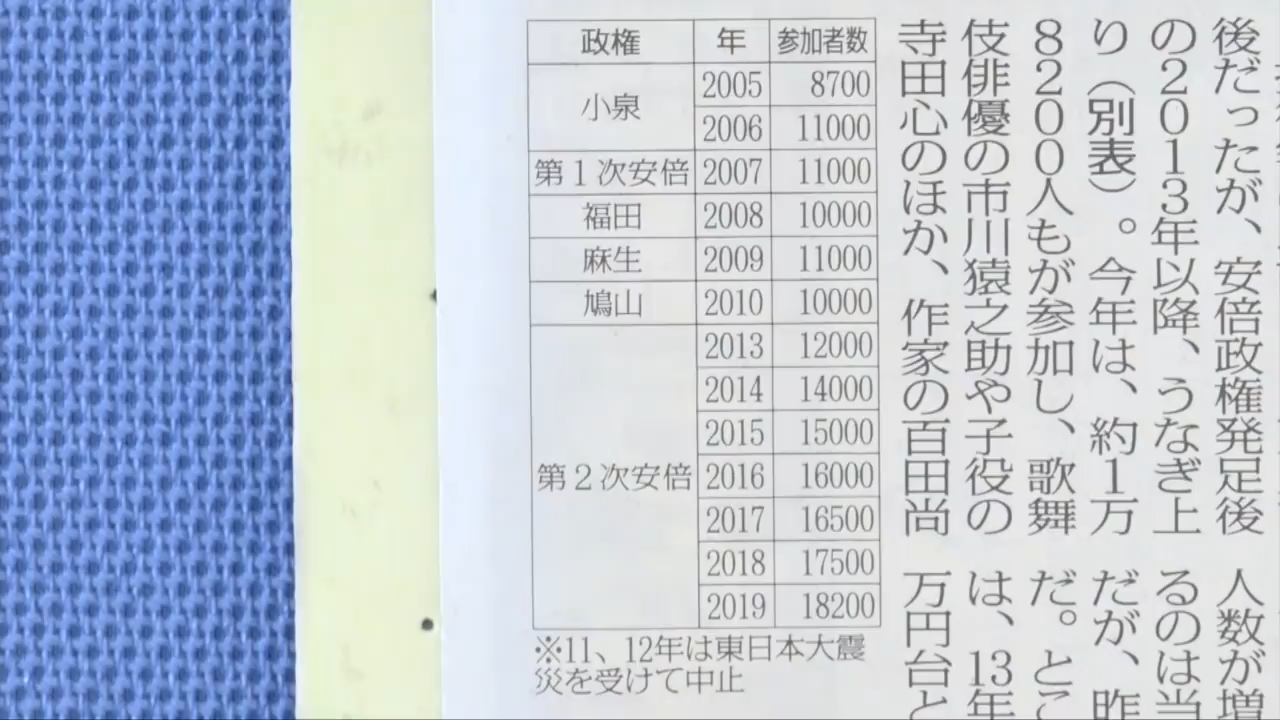 政権 年 参加者数
小泉 2005 8700
2006 11000
第1次安倍 2007 11000
福田 2008 10000
麻生 2009 11000
鳩山 2010 10000
第2次安倍 2013 12000
2014 14000
2015 15000
2016 16000
2017 16500
2018 17500
2019 18200
※11、12年は東日本大震
災を受けて中止
後だったが、安倍政権発足後
の2013年以降、うなぎ上
り（別表）。今年は、約1万
8200人もが参加し、歌舞
伎俳優の市川猿之助や子役の
寺田心のほか、作家の百田尚
人数が増
るのは当
だが、昨
だ。とこ
は、13年
万円台と